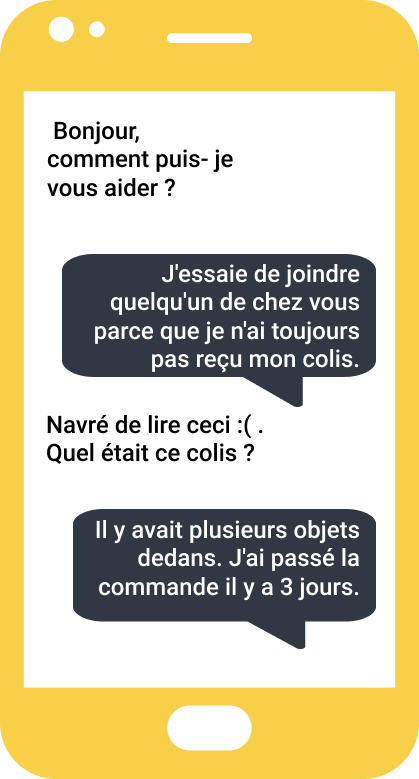 Bonjour,
comment puis- je
vous aider ?
J'essaie de joindre
quelqu'un de chez vous
parce que je n'ai toujours
pas reçu mon colis.
Navré de lire ceci :( .
Quel était ce colis ?
Il y avait plusieurs objets
dedans. J'ai passé la
commande il y a 3 jours.